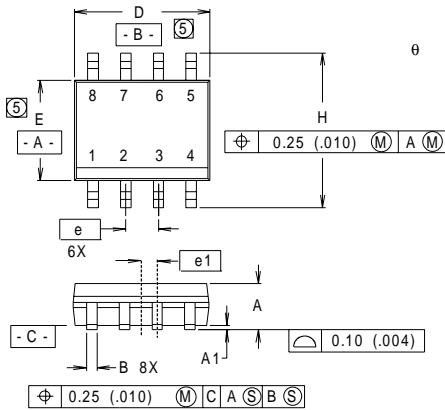 D
- B -
5
θ
8 7 6 5
5
E
- A -
H
⌖ 0.25 (.010) Ⓜ A Ⓜ
1 2 3 4
e
6X
e1
A
- C -
A1
⌓ 0.10 (.004)
B 8X
⌖ 0.25 (.010) Ⓜ C A Ⓢ B Ⓢ